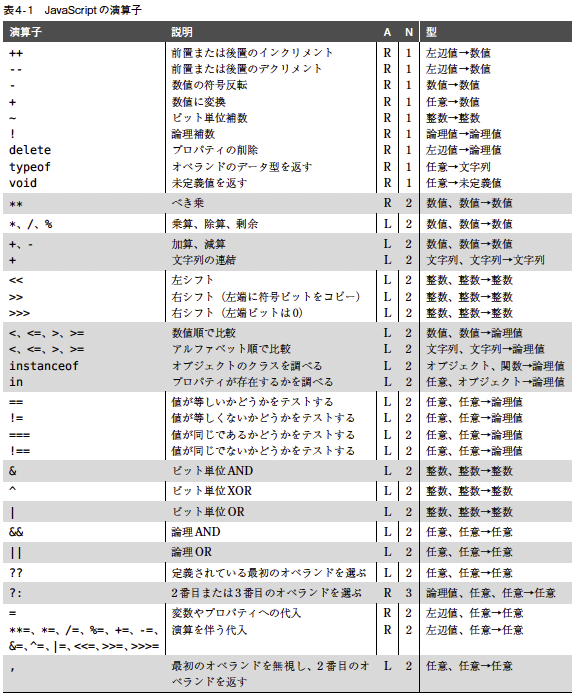 表4-1　JavaScriptの演算子
演算子 説明 A N 型
++ 前置または後置のインクリメント R 1 左辺値→数値
-- 前置または後置のデクリメント R 1 左辺値→数値
- 数値の符号反転 R 1 数値→数値
+ 数値に変換 R 1 任意→数値
~ ビット単位補数 R 1 整数→整数
! 論理補数 R 1 論理値→論理値
delete プロパティの削除 R 1 左辺値→論理値
typeof オペランドのデータ型を返す R 1 任意→文字列
void 未定義値を返す R 1 任意→未定義値
** べき乗 R 2 数値、数値→数値
*、/、% 乗算、除算、剰余 L 2 数値、数値→数値
+、- 加算、減算 L 2 数値、数値→数値
+ 文字列の連結 L 2 文字列、文字列→文字列
<< 左シフト L 2 整数、整数→整数
>> 右シフト（左端に符号ビットをコピー） L 2 整数、整数→整数
>>> 右シフト（左端ビットは0） L 2 整数、整数→整数
<、<=、>、>= 数値順で比較 L 2 数値、数値→論理値
<、<=、>、>= アルファベット順で比較 L 2 文字列、文字列→論理値
instanceof オブジェクトのクラスを調べる L 2 オブジェクト、関数→論理値
in プロパティが存在するかを調べる L 2 任意、オブジェクト→論理値
== 値が等しいかどうかをテストする L 2 任意、任意→論理値
!= 値が等しくないかどうかをテストする L 2 任意、任意→論理値
=== 値が同じであるかどうかをテストする L 2 任意、任意→論理値
!== 値が同じでないかどうかをテストする L 2 任意、任意→論理値
& ビット単位AND L 2 整数、整数→整数
^ ビット単位XOR L 2 整数、整数→整数
| ビット単位OR L 2 整数、整数→整数
&& 論理AND L 2 任意、任意→任意
|| 論理OR L 2 任意、任意→任意
?? 定義されている最初のオペランドを選ぶ L 2 任意、任意→任意
?: 2番目または3番目のオペランドを選ぶ R 3 論理値、任意、任意→任意
= 変数やプロパティへの代入 R 2 左辺値、任意→任意
**=、*=、/=、%=、+=、-=、 演算を伴う代入 R 2 左辺値、任意→任意
&=、^=、|=、<<=、>>=、>>>=
, 最初のオペランドを無視し、2番目のオ L 2 任意、任意→任意
ペランドを返す